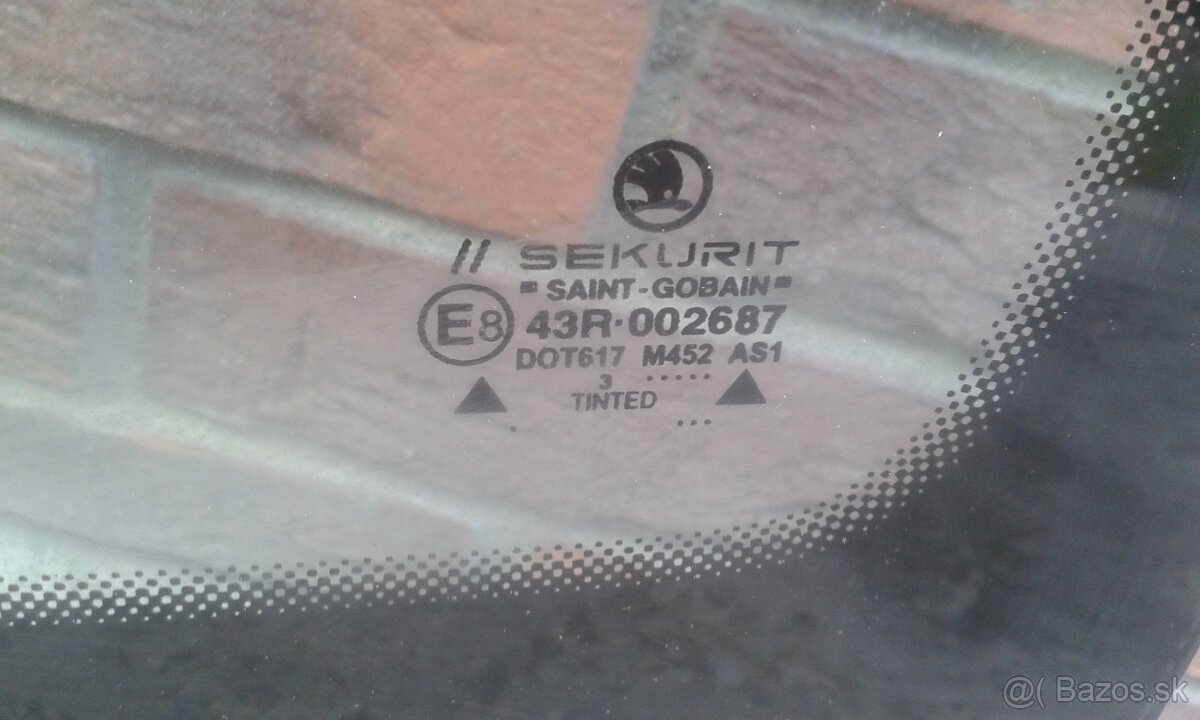 // SEKURIT
SAINT-GOBAIN
E8 43R-002687
DOT617 M452 AS1
3 .....
TINTED
...
@( Bazos.sk